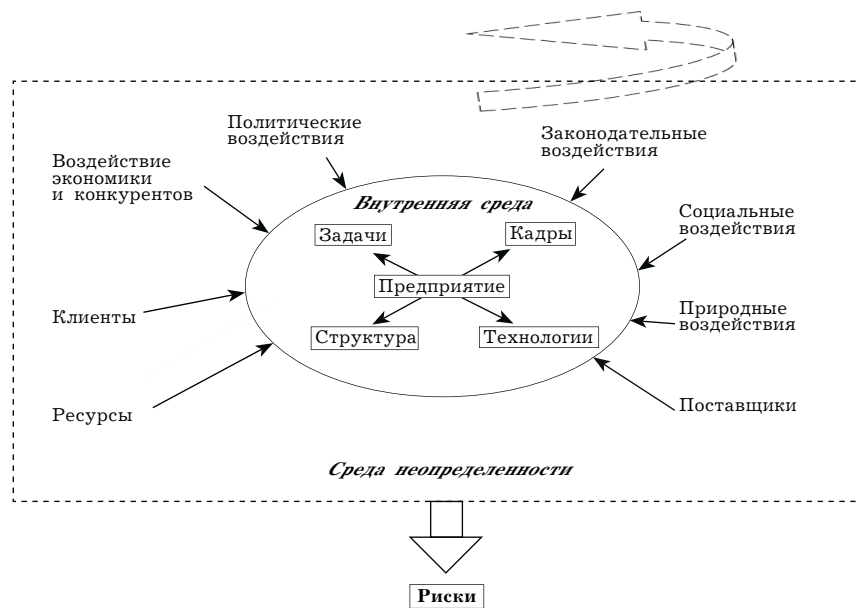 Политические
воздействия
Законодательные
воздействия
Воздействие
экономики
и конкурентов
Внутренняя среда
Социальные
воздействия
Задачи
Кадры
Предприятие
Клиенты
Природные
воздействия
Структура
Технологии
Ресурсы
Поставщики
Среда неопределенности
Риски